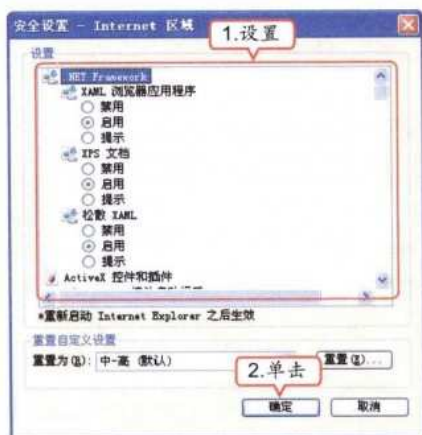 安全设置 - Internet 区域
1.设置
设置
.NET Framework
XAML 浏览器应用程序
禁用
启用
提示
XPS 文档
禁用
启用
提示
松散 XAML
禁用
启用
提示
ActiveX 控件和插件
*重新启动 Internet Explorer 之后生效
重置自定义设置
重置为(R): 中-高 (默认)
重置(E)...
2.单击
确定
取消